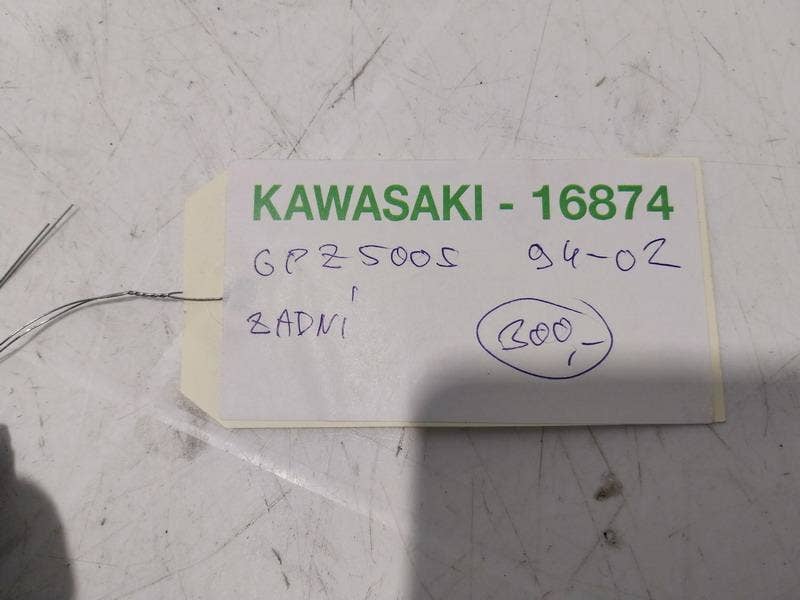 KAWASAKI - 16874
GPZ500S 94-02
ZADNÍ
300,-